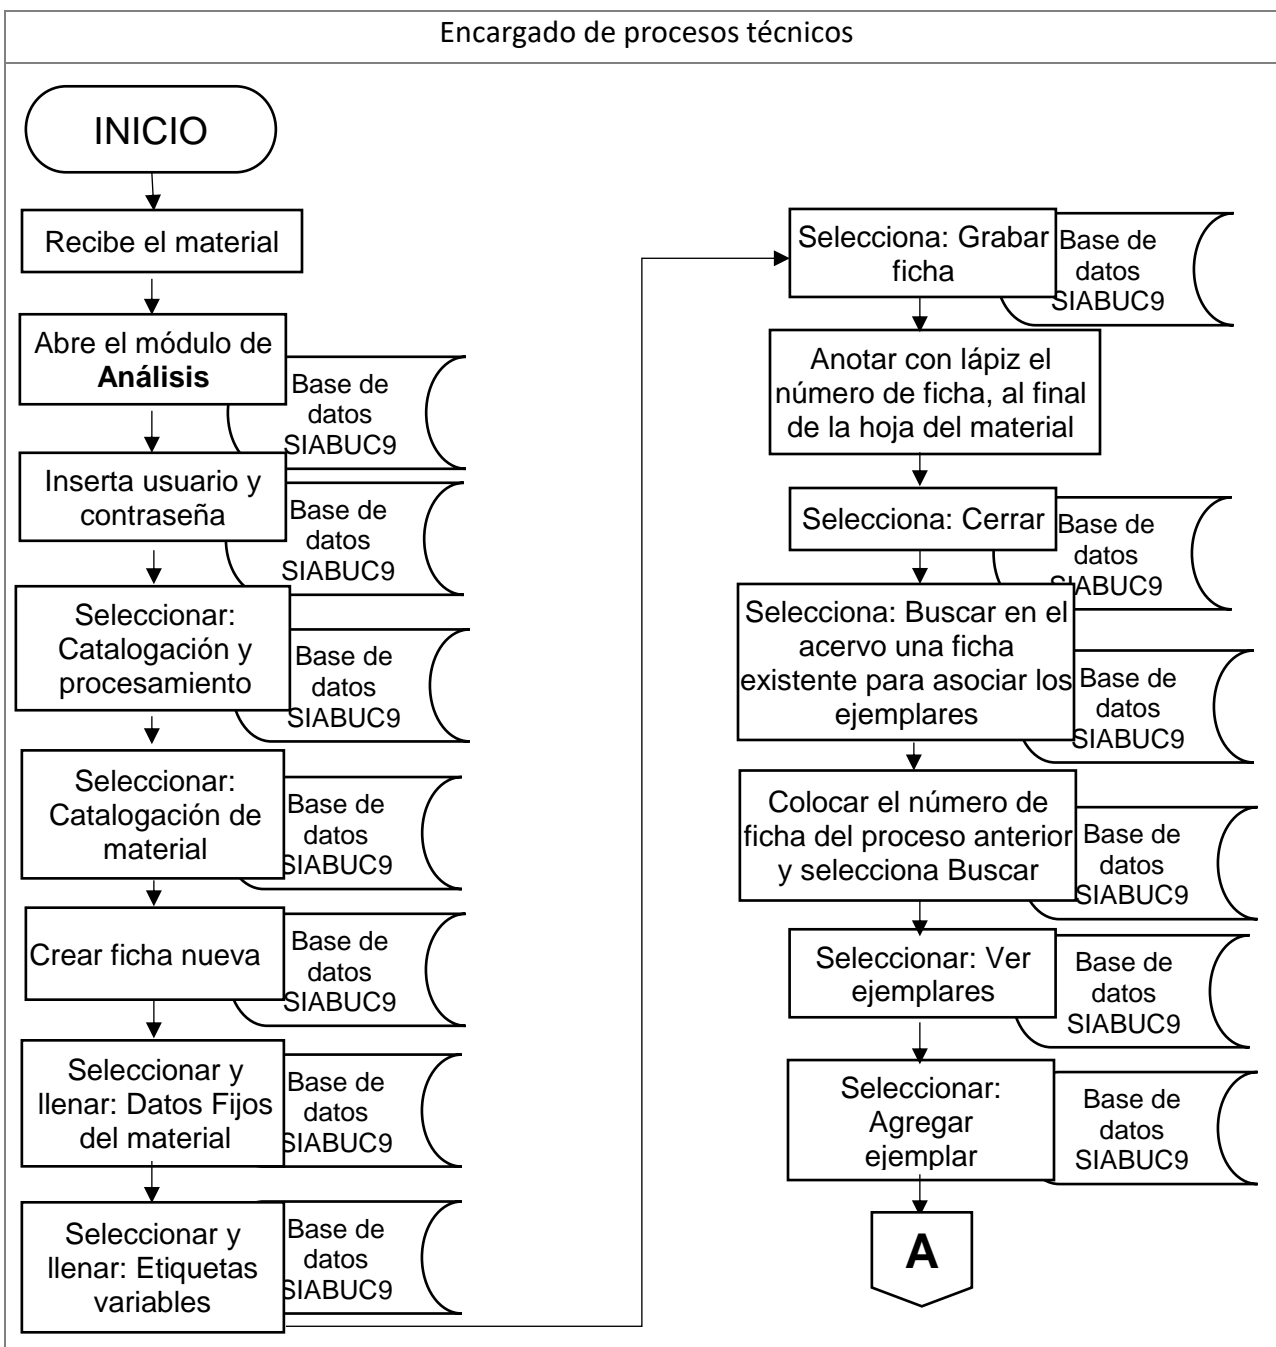 Encargado de procesos técnicos
INICIO
Recibe el material
Abre el módulo de
Análisis
Base de
datos
SIABUC9
Inserta usuario y
contraseña
Base de
datos
SIABUC9
Seleccionar:
Catalogación y
procesamiento
Base de
datos
SIABUC9
Seleccionar:
Catalogación de
material
Base de
datos
SIABUC9
Crear ficha nueva
Base de
datos
SIABUC9
Seleccionar y
llenar: Datos Fijos
del material
Base de
datos
SIABUC9
Seleccionar y
llenar: Etiquetas
variables
Base de
datos
SIABUC9
Selecciona: Grabar
ficha
Base de
datos
SIABUC9
Anotar con lápiz el
número de ficha, al final
de la hoja del material
Selecciona: Cerrar
Base de
datos
SIABUC9
Selecciona: Buscar en el
acervo una ficha
existente para asociar los
ejemplares
Base de
datos
SIABUC9
Colocar el número de
ficha del proceso anterior
y selecciona Buscar
Base de
datos
SIABUC9
Seleccionar: Ver
ejemplares
Base de
datos
SIABUC9
Seleccionar:
Agregar
ejemplar
Base de
datos
SIABUC9
A